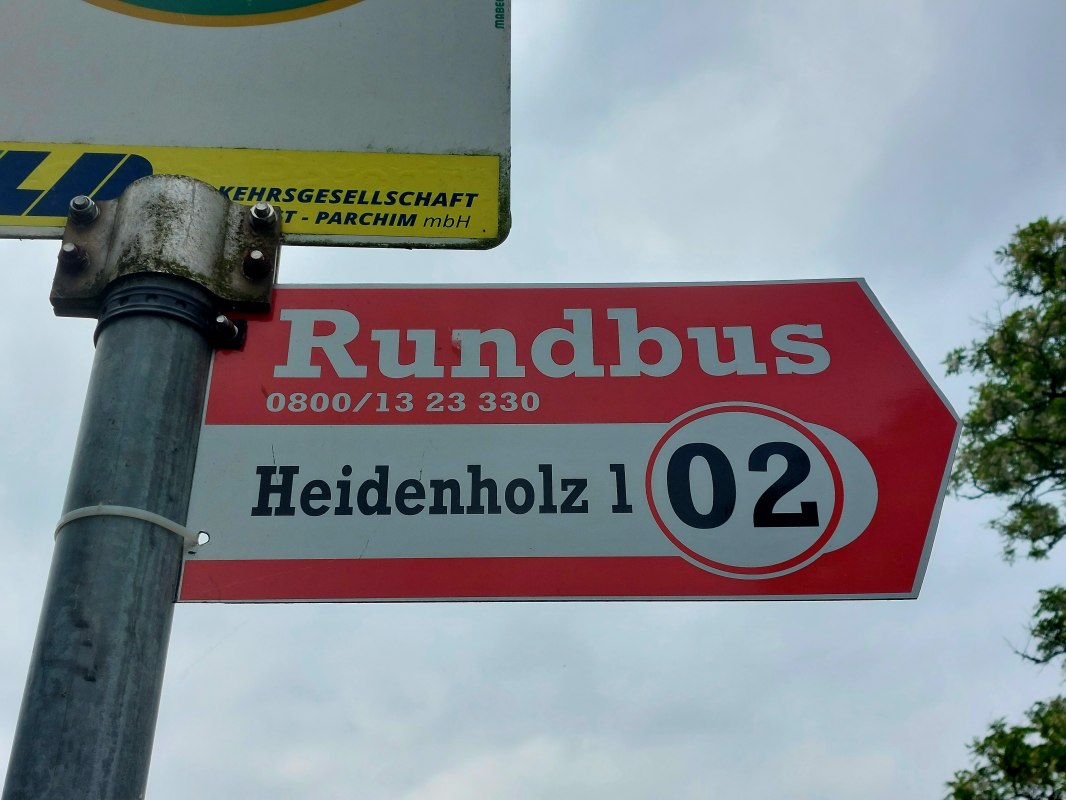 KEHRSGESELLSCHAFT
- PARCHIM mbH
Rundbus
0800/13 23 330
Heidenholz 1 02